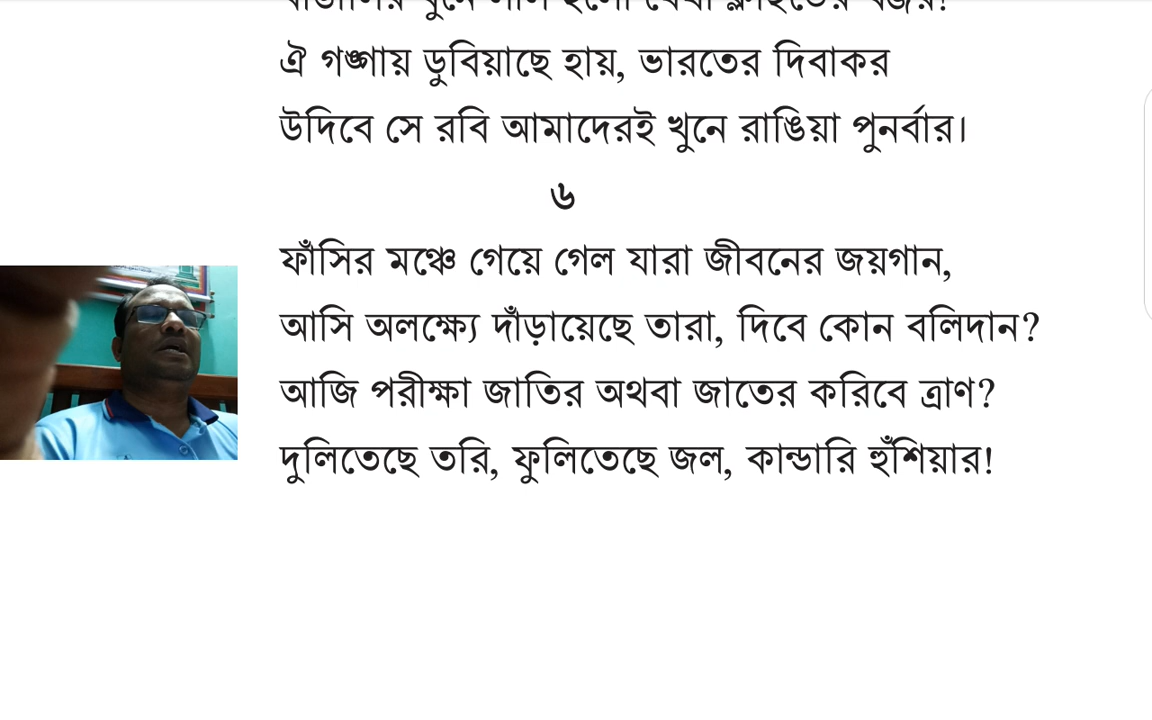 ঐ গঙ্গায় ডুবিয়াছে হায়, ভারতের দিবাকর
উদিবে সে রবি আমাদেরই খুনে রাঙিয়া পুনর্বার।
৬
ফাঁসির মঞ্চে গেয়ে গেল যারা জীবনের জয়গান,
আসি অলক্ষ্যে দাঁড়ায়েছে তারা, দিবে কোন বলিদান?
আজি পরীক্ষা জাতির অথবা জাতের করিবে ত্রাণ?
দুলিতেছে তরি, ফুলিতেছে জল, কান্ডারি হুঁশিয়ার!